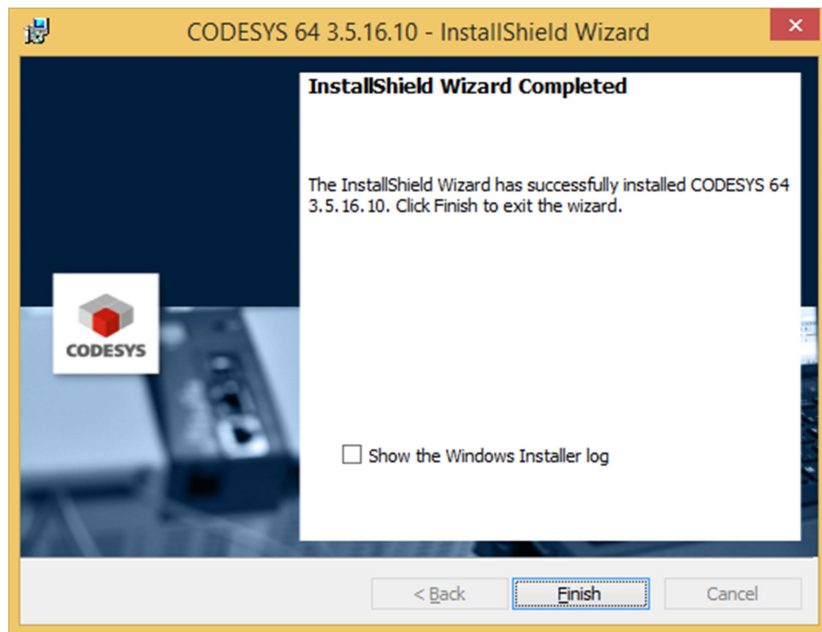 CODESYS 64 3.5.16.10 - InstallShield Wizard
InstallShield Wizard Completed
The InstallShield Wizard has successfully installed CODESYS 64
3.5.16.10. Click Finish to exit the wizard.
CODESYS
Show the Windows Installer log
< Back
Finish
Cancel